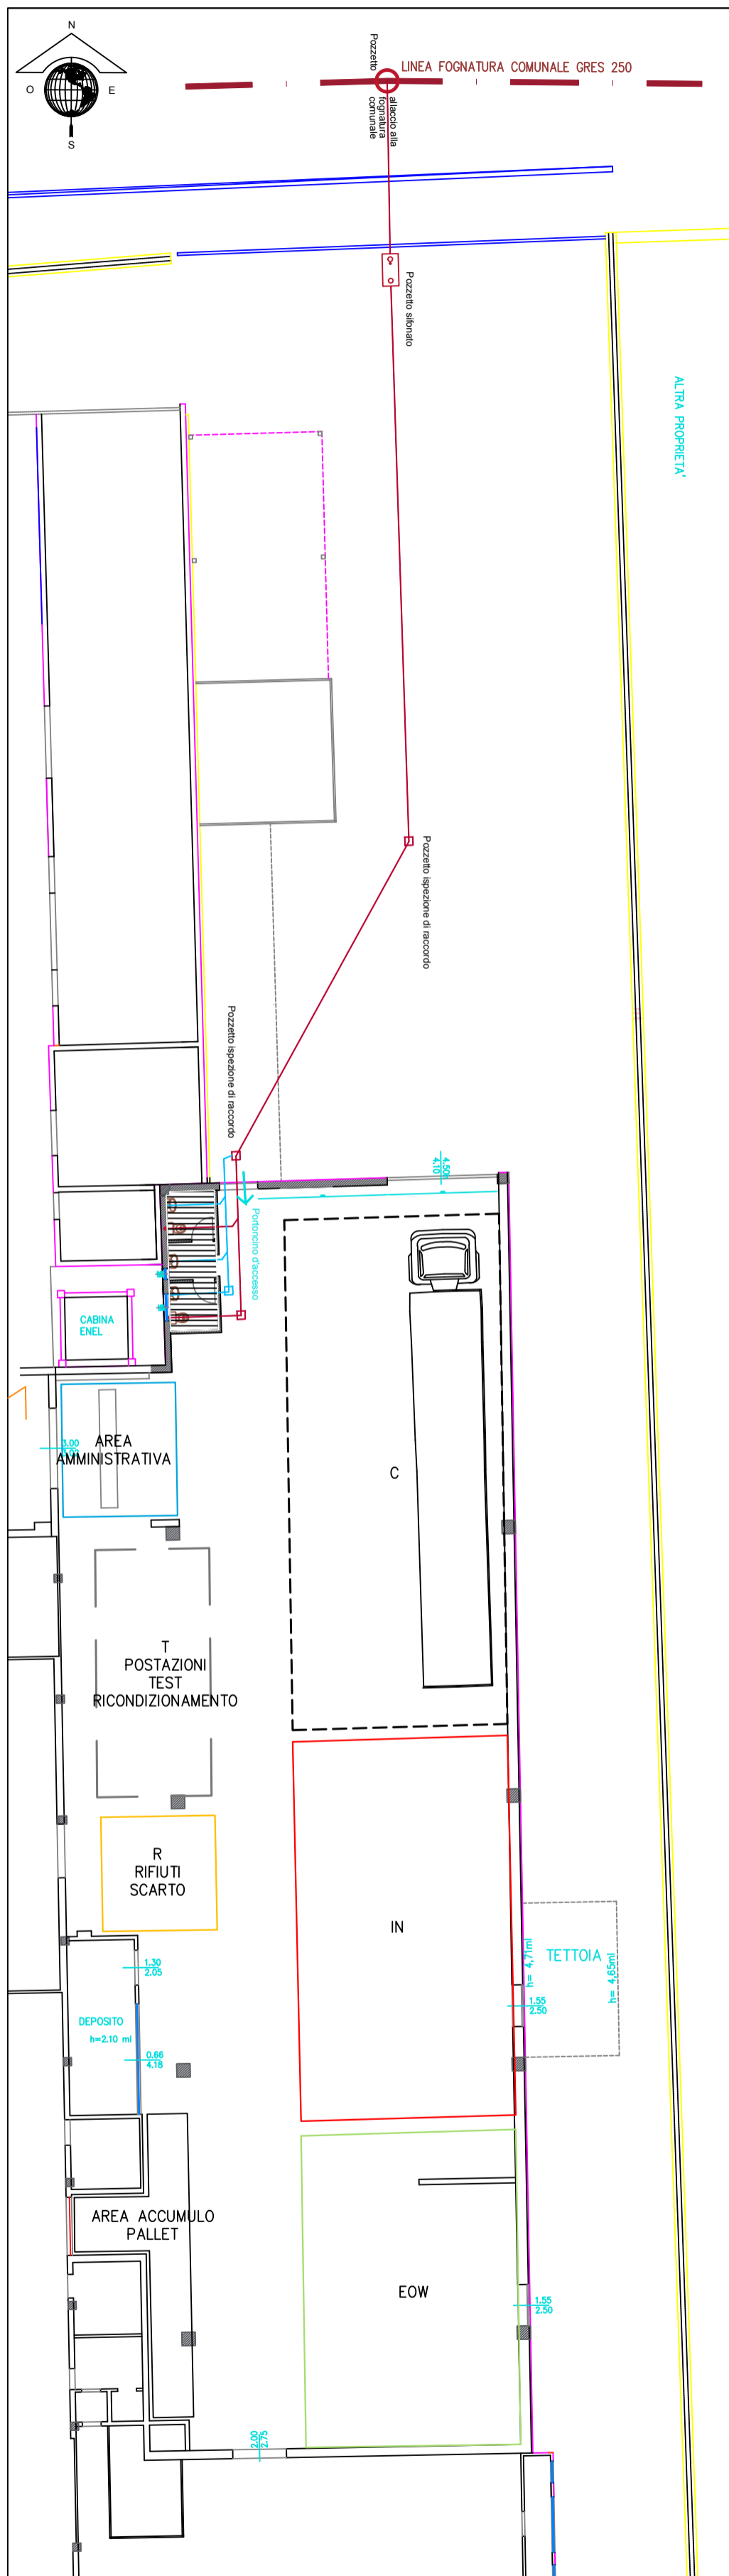 N
O
E
S
Pozzetto
LINEA FOGNATURA COMUNALE GRES 250
allaccio alla
fognatura
comunale
Pozzetto sifonato
ALTRA PROPRIETA'
Pozzetto ispezione di raccordo
Pozzetto ispezione di raccordo
4.50
4.10
Portoncino d'accesso
CABINA
ENEL
3.00
AREA
AMMINISTRATIVA
C
T
POSTAZIONI
TEST
RICONDIZIONAMENTO
R
RIFIUTI
SCARTO
IN
h= 4,71ml
TETTOIA
h= 4,65ml
1.30
2.05
1.55
2.50
DEPOSITO
h=2.10 ml
0.66
4.18
AREA ACCUMULO
PALLET
EOW
1.55
2.50
2.00
2.75